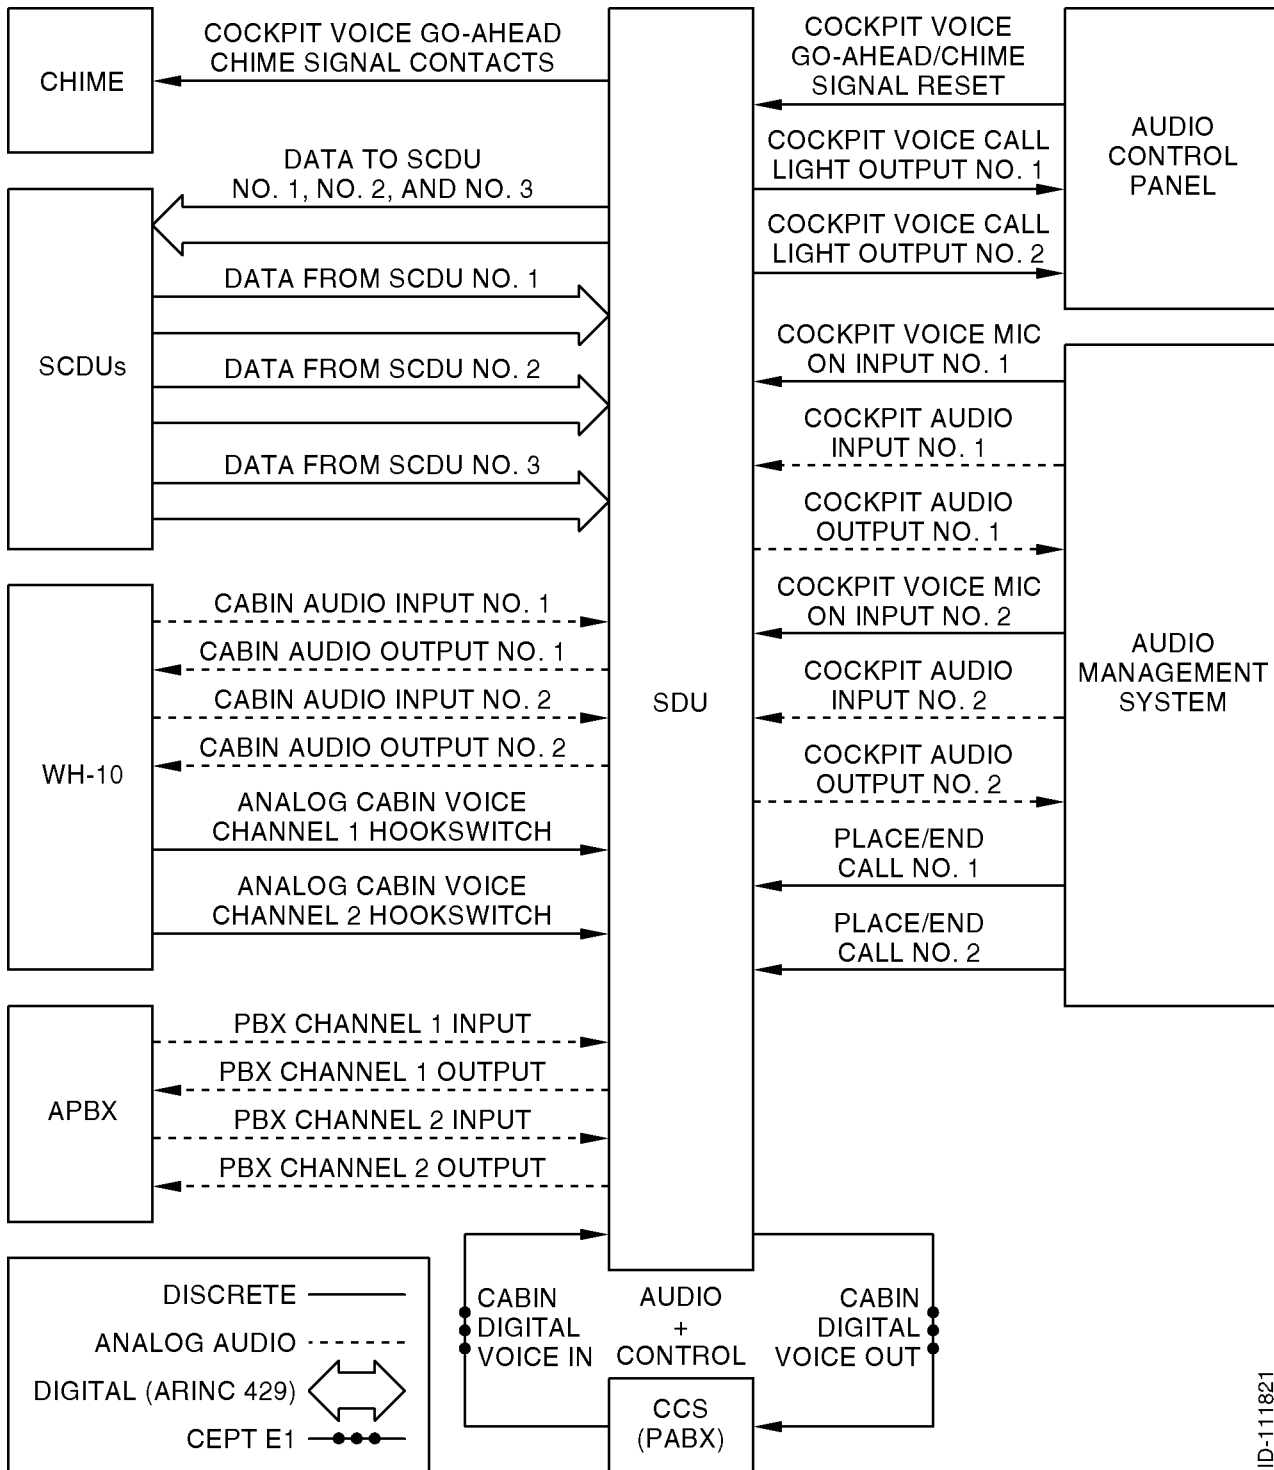 CHIME
COCKPIT VOICE GO-AHEAD
CHIME SIGNAL CONTACTS
DATA TO SCDU
NO. 1, NO. 2, AND NO. 3
SCDUs
DATA FROM SCDU NO. 1
DATA FROM SCDU NO. 2
DATA FROM SCDU NO. 3
WH-10
CABIN AUDIO INPUT NO. 1
CABIN AUDIO OUTPUT NO. 1
CABIN AUDIO INPUT NO. 2
CABIN AUDIO OUTPUT NO. 2
ANALOG CABIN VOICE
CHANNEL 1 HOOKSWITCH
ANALOG CABIN VOICE
CHANNEL 2 HOOKSWITCH
APBX
PBX CHANNEL 1 INPUT
PBX CHANNEL 1 OUTPUT
PBX CHANNEL 2 INPUT
PBX CHANNEL 2 OUTPUT
SDU
COCKPIT VOICE
GO-AHEAD/CHIME
SIGNAL RESET
COCKPIT VOICE CALL
LIGHT OUTPUT NO. 1
COCKPIT VOICE CALL
LIGHT OUTPUT NO. 2
AUDIO
CONTROL
PANEL
COCKPIT VOICE MIC
ON INPUT NO. 1
COCKPIT AUDIO
INPUT NO. 1
COCKPIT AUDIO
OUTPUT NO. 1
COCKPIT VOICE MIC
ON INPUT NO. 2
COCKPIT AUDIO
INPUT NO. 2
COCKPIT AUDIO
OUTPUT NO. 2
PLACE/END
CALL NO. 1
PLACE/END
CALL NO. 2
AUDIO
MANAGEMENT
SYSTEM
DISCRETE
ANALOG AUDIO
DIGITAL (ARINC 429)
CEPT E1
CABIN
DIGITAL
VOICE IN
AUDIO
+
CONTROL
CABIN
DIGITAL
VOICE OUT
CCS
(PABX)
ID-111821